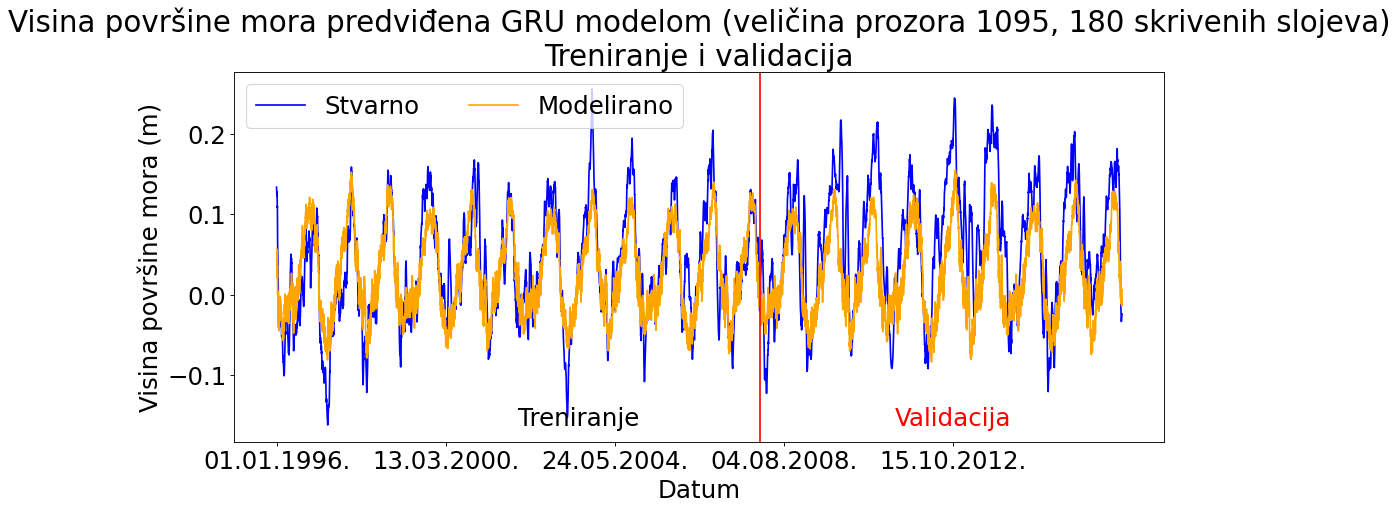 Visina površine mora predviđena GRU modelom (veličina prozora 1095, 180 skrivenih slojeva)
Treniranje i validacija
Stvarno
Modelirano
Visina površine mora (m)
0.2
0.1
0.0
−0.1
Treniranje
Validacija
01.01.1996.
13.03.2000.
24.05.2004.
04.08.2008.
15.10.2012.
Datum